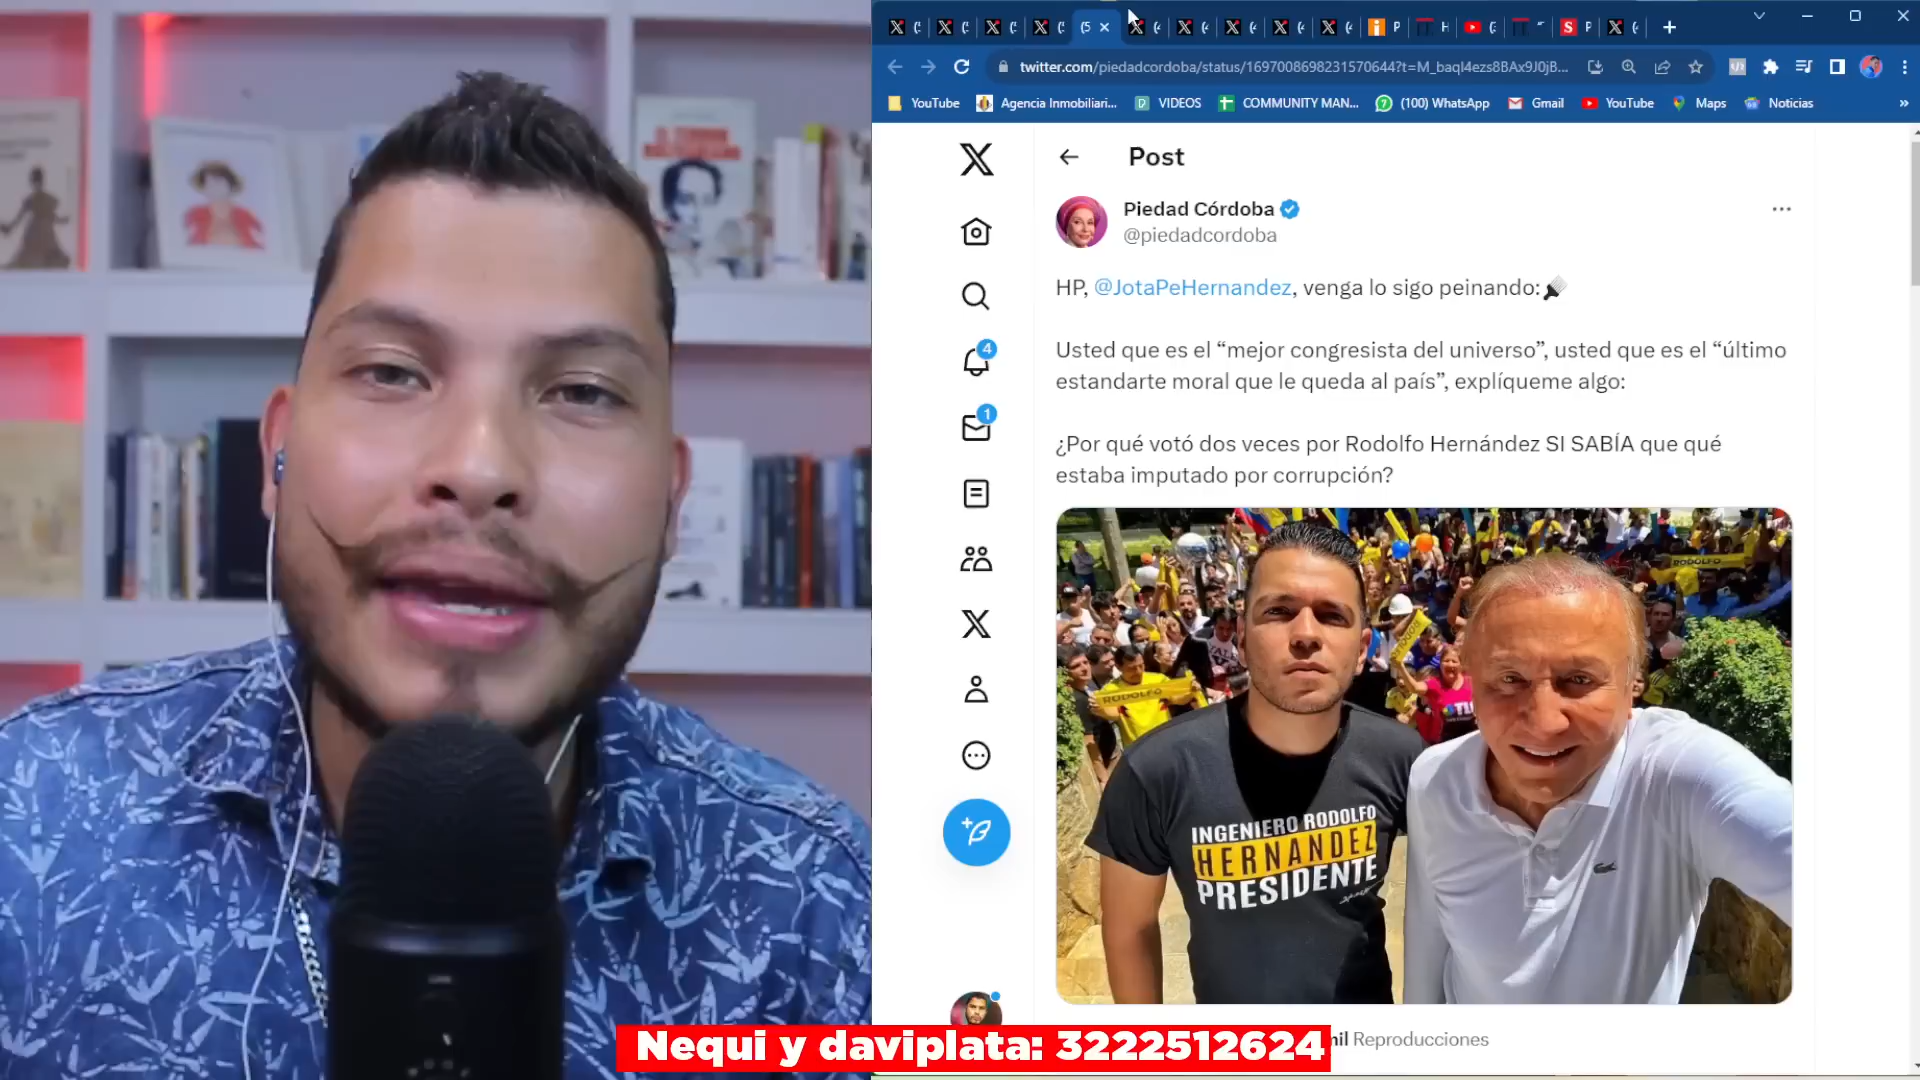 twitter.com/piedadcordoba/status/1697008698231570644?t=M_baql4ezs8BAx9J0jB...
YouTube
Agencia Inmobiliari...
VIDEOS
COMMUNITY MAN...
(100) WhatsApp
Gmail
YouTube
Maps
Noticias
»
Post
Piedad Córdoba
@piedadcordoba
HP, @JotaPeHernandez, venga lo sigo peinando:
Usted que es el “mejor congresista del universo”, usted que es el “último
estandarte moral que le queda al país”, explíqueme algo:
¿Por qué votó dos veces por Rodolfo Hernández SI SABÍA que qué
estaba imputado por corrupción?
4
1
RODOLFO
INGENIERO RODOLFO
HERNANDEZ
PRESIDENTE
mil Reproducciones
Nequi y daviplata: 3222512624